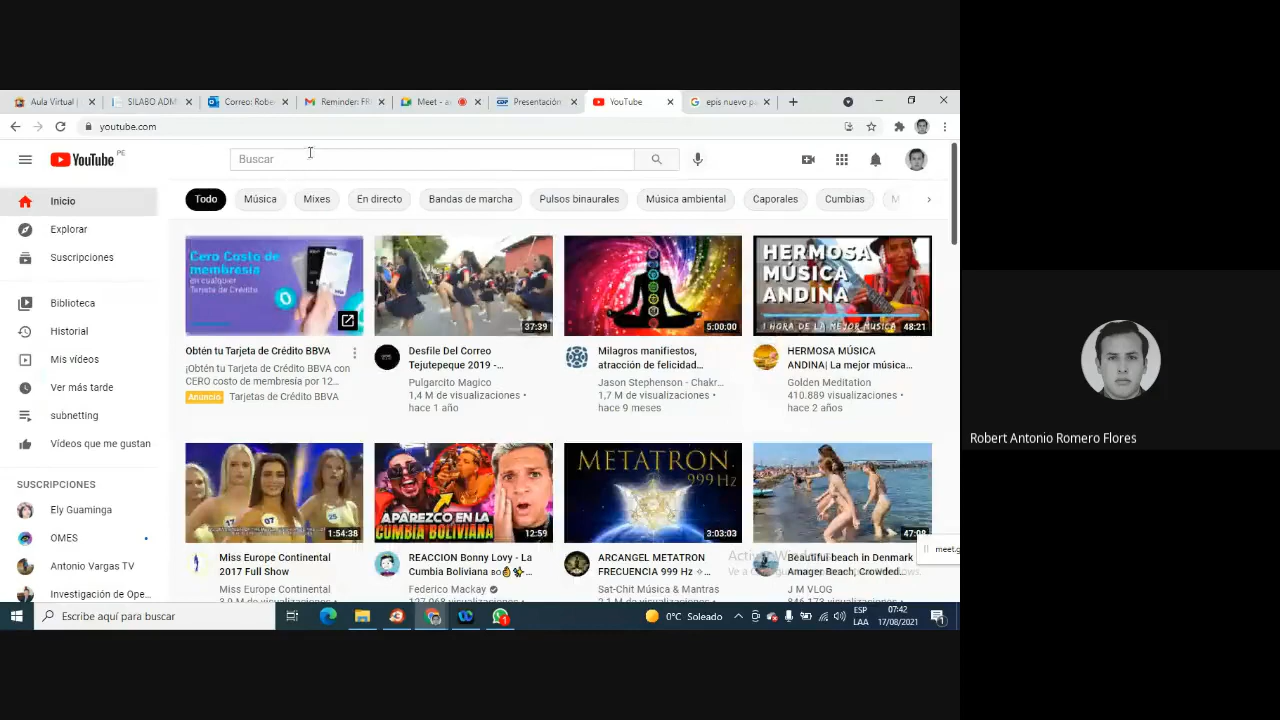 Aula Virtual
SILABO ADM
Correo: Robe
Reminder: FR
Meet - a
Presentación
YouTube
epis nuevo p
youtube.com
YouTube PE
Buscar
Todo
Música
Mixes
En directo
Bandas de marcha
Pulsos binaurales
Música ambiental
Caporales
Cumbias
M
Inicio
Explorar
Suscripciones
Biblioteca
Historial
Mis vídeos
Ver más tarde
subnetting
Vídeos que me gustan
SUSCRIPCIONES
Ely Guaminga
OMES
Antonio Vargas TV
Investigación de Ope...
Cero Costo de
membresía
en cualquier
Tarjeta de Crédito
Obtén tu Tarjeta de Crédito BBVA
¡Obtén tu Tarjeta de Crédito BBVA con
CERO costo de membresía por 12...
Anuncio Tarjetas de Crédito BBVA
37:39
Desfile Del Correo
Tejutepeque 2019 -...
Pulgarcito Magico
1,4 M de visualizaciones •
hace 1 año
5:00:00
Milagros manifiestos,
atracción de felicidad...
Jason Stephenson - Chakr...
1,7 M de visualizaciones •
hace 9 meses
HERMOSA
MÚSICA
ANDINA
1 HORA DE LA MEJOR MUSICA
48:21
HERMOSA MÚSICA
ANDINA| La mejor música...
Golden Meditation
410.889 visualizaciones •
hace 2 años
1:54:38
Miss Europe Continental
2017 Full Show
Miss Europe Continental
APAREZCO EN LA
CUMBIA BOLIVIANA
12:59
REACCION Bonny Lovy - La
Cumbia Boliviana
Federico Mackay
METATRON
999 Hz
3:03:03
ARCANGEL METATRON
FRECUENCIA 999 Hz
Sat-Chit Música & Mantras
47:08
Beautiful beach in Denmark
Amager Beach, Crowded...
J M VLOG
meet.g
Escribe aquí para buscar
0°C Soleado
ESP
LAA
07:42
17/08/2021
Robert Antonio Romero Flores